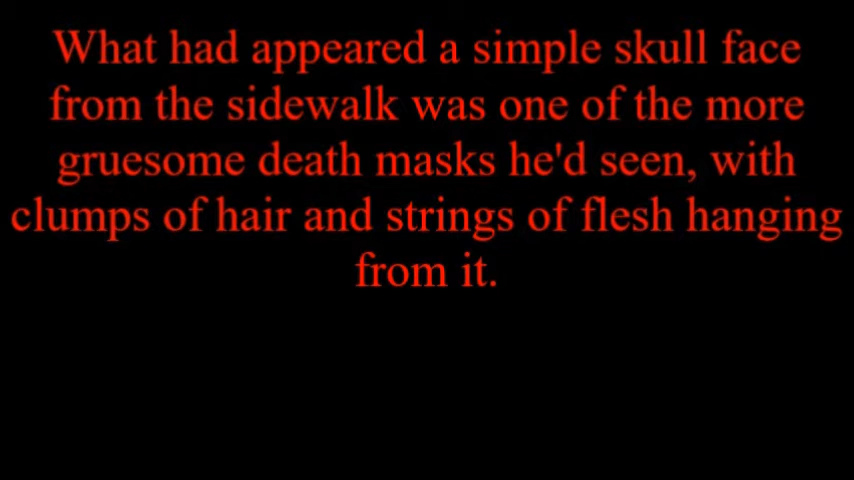 What had appeared a simple skull face
from the sidewalk was one of the more
gruesome death masks he'd seen, with
clumps of hair and strings of flesh hanging
from it.